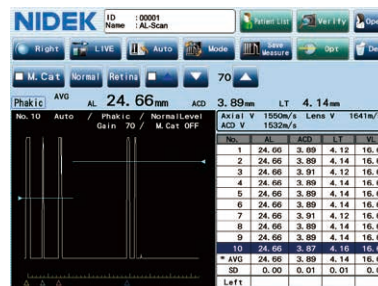 NIDEK ID :00001 Patient List Verify
Name :AL-Scan
Right LIVE Auto Mode Save Measure Opt
M.Cat Normal Retina 70
Phakic AVG AL 24.66mm ACD 3.89mm LT 4.14mm
No.10 Auto / Phakic / NormalLevel
Gain 70 / M.Cat OFF
Axial V 1550m/s Lens V 1641m/
ACD V 1532m/s
No. AL ACD LT VL
1 24.66 3.89 4.12 16.
2 24.66 3.89 4.14 16.
3 24.66 3.91 4.12 16.
4 24.66 3.89 4.14 16.
5 24.66 3.89 4.14 16.
6 24.66 3.89 4.14 16.
7 24.66 3.91 4.12 16.
8 24.66 3.89 4.14 16.
9 24.66 3.89 4.14 16.
10 24.66 3.87 4.16 16.
* AVG 24.66 3.89 4.14 16.
SD 0.00 0.01 0.01 0.
Left